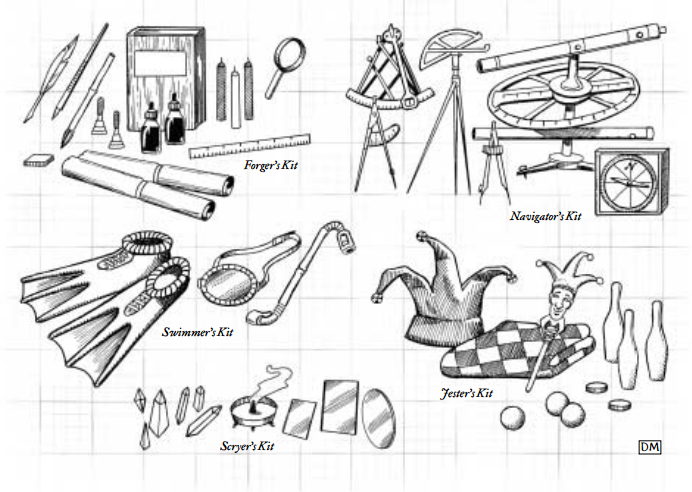 Forger's Kit
Navigator's Kit
Swimmer's Kit
Jester's Kit
Scryer's Kit
DM